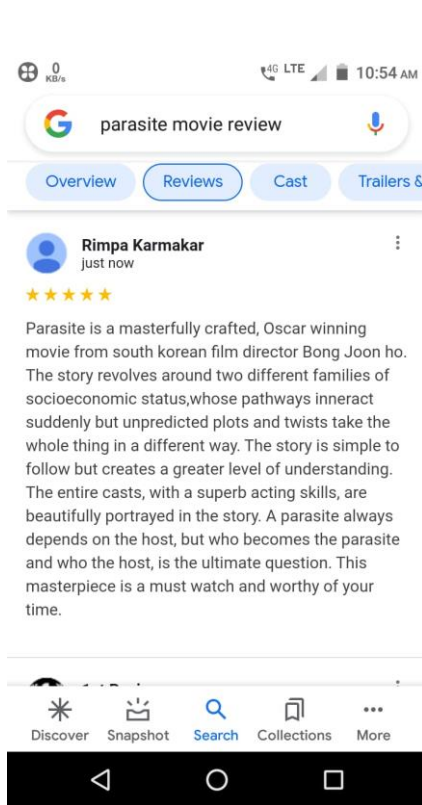 0
KB/s
4G LTE 10:54 AM
G parasite movie review
Overview Reviews Cast Trailers &
Rimpa Karmakar
just now
Parasite is a masterfully crafted, Oscar winning
movie from south korean film director Bong Joon ho.
The story revolves around two different families of
socioeconomic status,whose pathways inneract
suddenly but unpredicted plots and twists take the
whole thing in a different way. The story is simple to
follow but creates a greater level of understanding.
The entire casts, with a superb acting skills, are
beautifully portrayed in the story. A parasite always
depends on the host, but who becomes the parasite
and who the host, is the ultimate question. This
masterpiece is a must watch and worthy of your
time.
Discover Snapshot Search Collections More